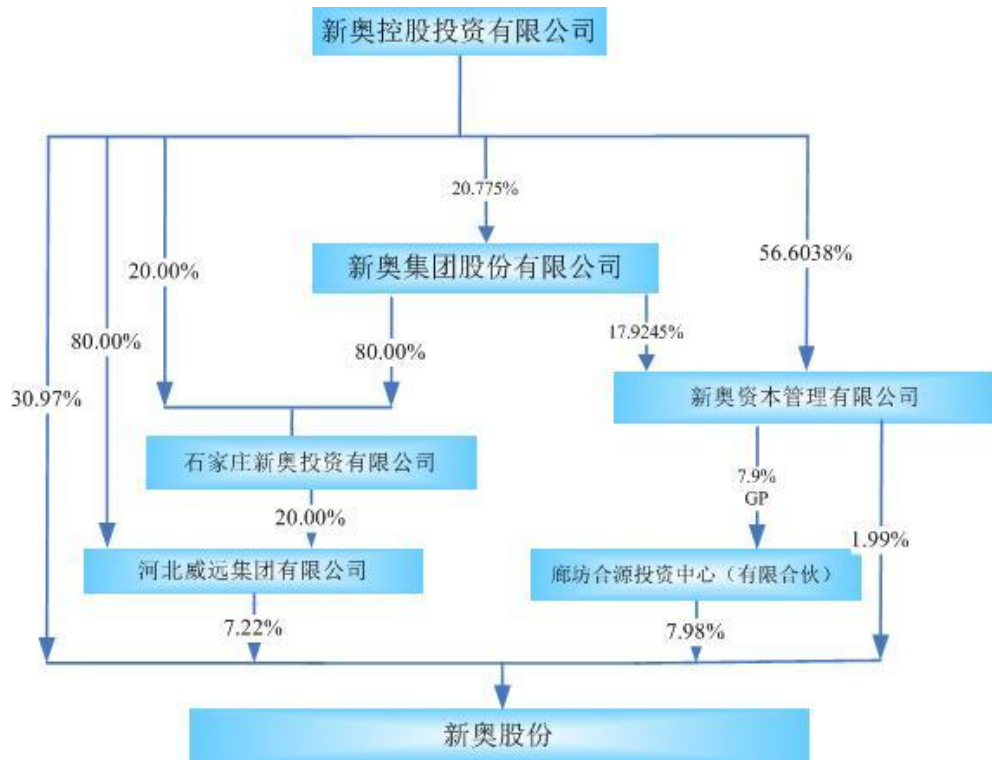 新奥控股投资有限公司
20.775%
新奥集团股份有限公司
56.6038%
20.00%
17.9245%
80.00%
80.00%
30.97%
新奥资本管理有限公司
石家庄新奥投资有限公司
7.9%
GP
20.00%
1.99%
河北威远集团有限公司
廊坊合源投资中心（有限合伙）
7.22%
7.98%
新奥股份